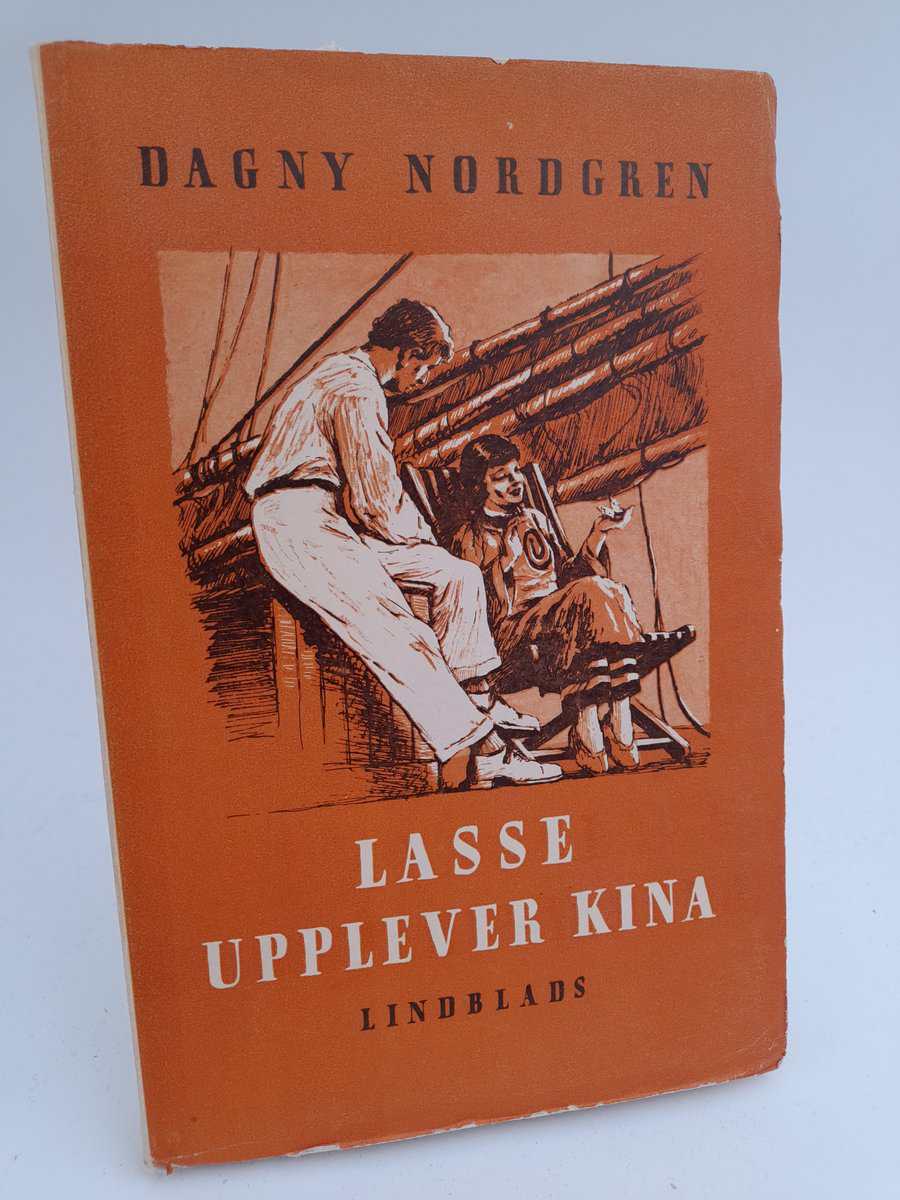 DAGNY NORDGREN
LASSE
UPPLEVER KINA
LINDBLADS